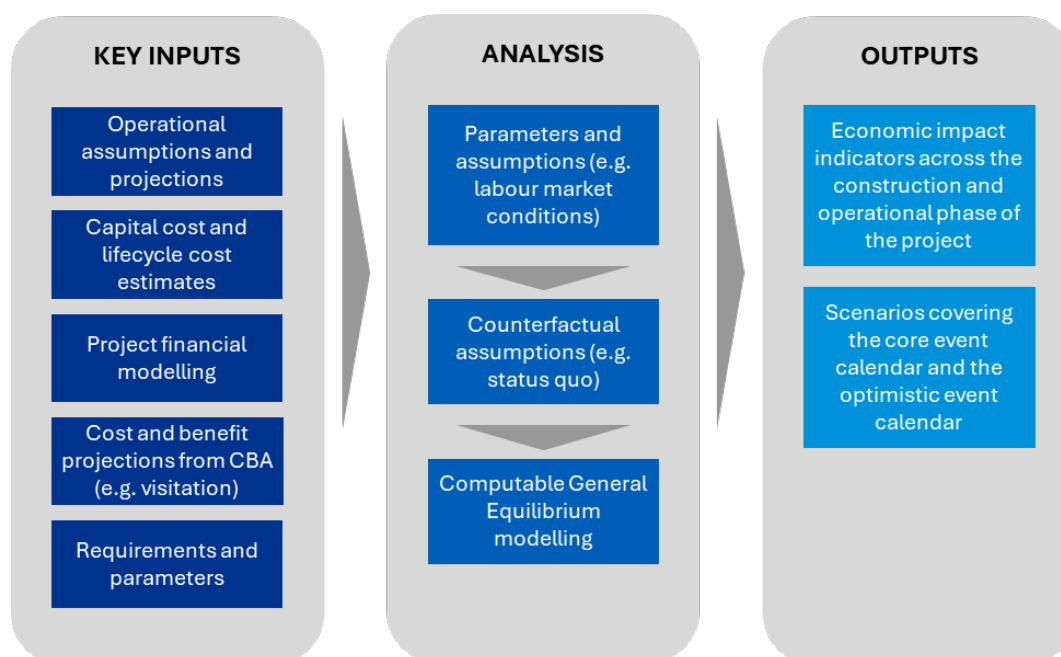 KEY INPUTS
Operational
assumptions and
projections
Capital cost and
lifecycle cost
estimates
Project financial
modelling
Cost and benefit
projections from CBA
(e.g. visitation)
Requirements and
parameters
ANALYSIS
Parameters and
assumptions (e.g.
labour market
conditions)
Counterfactual
assumptions (e.g.
status quo)
Computable General
Equilibrium
modelling
OUTPUTS
Economic impact
indicators across the
construction and
operational phase of
the project
Scenarios covering
the core event
calendar and the
optimistic event
calendar